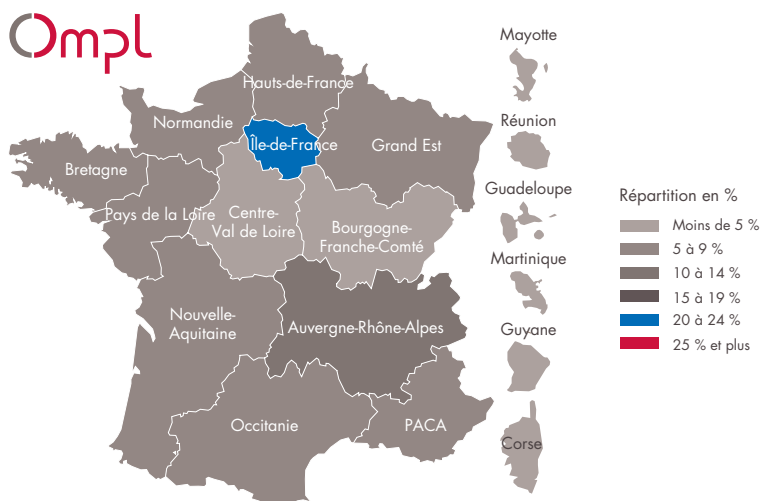 Ompl
Mayotte
Hauts-de-France
Normandie
Île-de-France
Grand Est
Réunion
Bretagne
Pays de la Loire
Centre-
Val de Loire
Bourgogne-
Franche-Comté
Guadeloupe
Martinique
Nouvelle-
Aquitaine
Auvergne-Rhône-Alpes
Guyane
Occitanie
PACA
Corse
Répartition en %
Moins de 5 %
5 à 9 %
10 à 14 %
15 à 19 %
20 à 24 %
25 % et plus